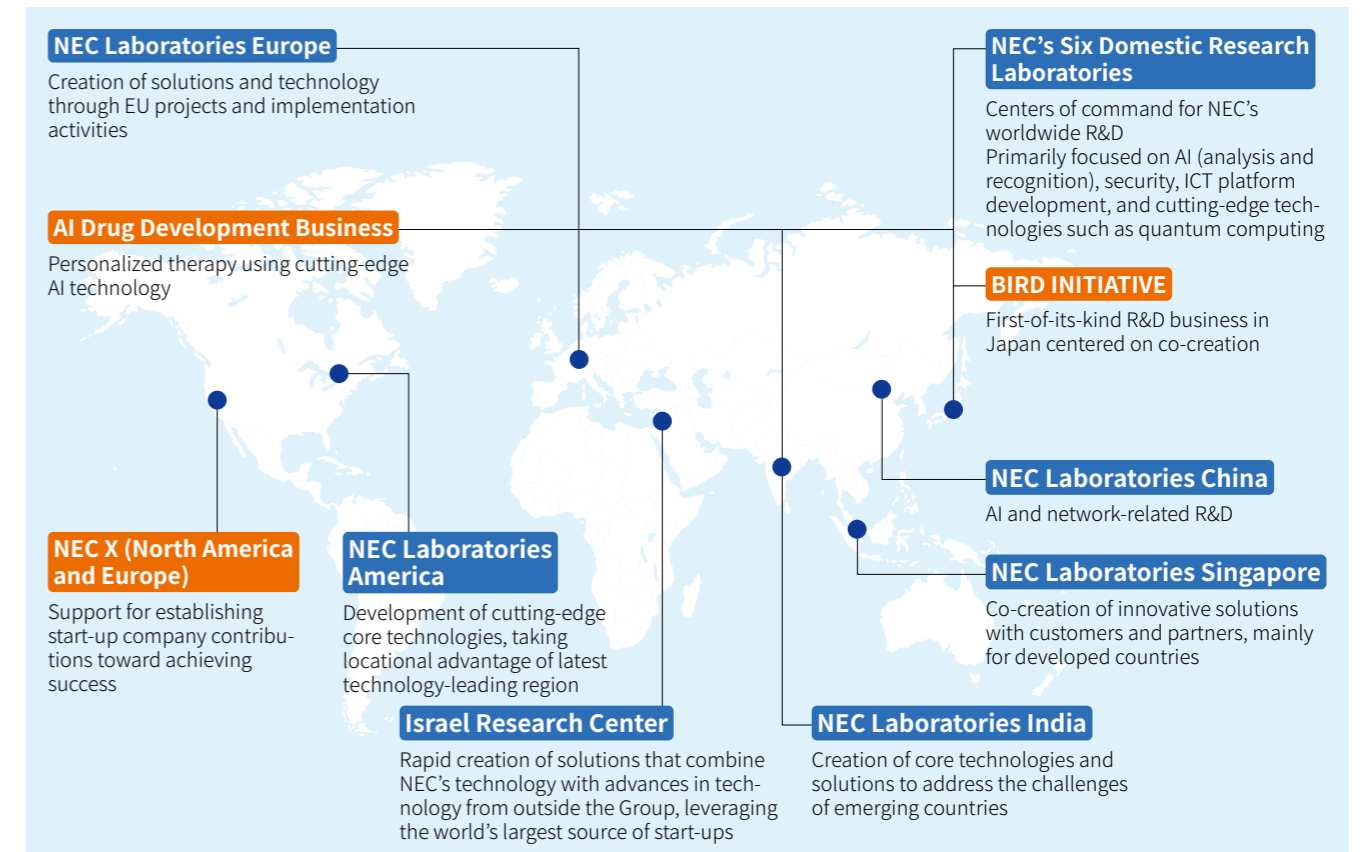 NEC Laboratories Europe
Creation of solutions and technology
through EU projects and implementation
activities
AI Drug Development Business
Personalized therapy using cutting-edge
AI technology
NEC X (North America
and Europe)
Support for establishing
start-up company contribu-
tions toward achieving
success
NEC Laboratories
America
Development of cutting-edge
core technologies, taking
locational advantage of latest
technology-leading region
Israel Research Center
Rapid creation of solutions that combine
NEC’s technology with advances in tech-
nology from outside the Group, leveraging
the world’s largest source of start-ups
NEC’s Six Domestic Research
Laboratories
Centers of command for NEC’s
worldwide R&D
Primarily focused on AI (analysis and
recognition), security, ICT platform
development, and cutting-edge tech-
nologies such as quantum computing
BIRD INITIATIVE
First-of-its-kind R&D business in
Japan centered on co-creation
NEC Laboratories China
AI and network-related R&D
NEC Laboratories Singapore
Co-creation of innovative solutions
with customers and partners, mainly
for developed countries
NEC Laboratories India
Creation of core technologies and
solutions to address the challenges
of emerging countries